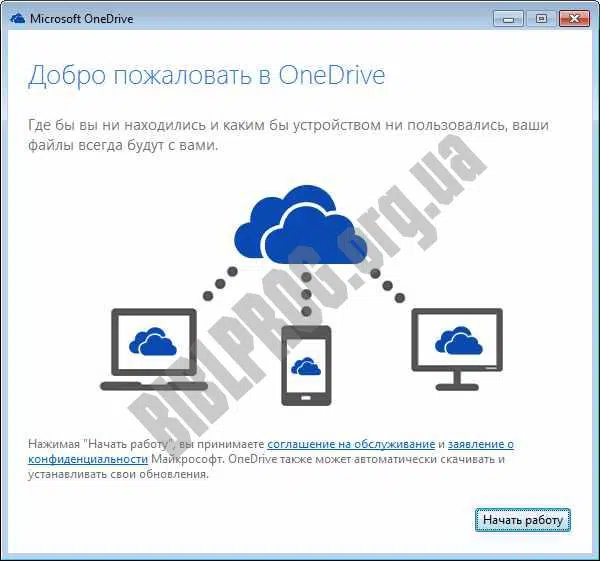 Microsoft OneDrive
Добро пожаловать в OneDrive
Где бы вы ни находились и каким бы устройством ни пользовались, ваши
файлы всегда будут с вами.
BIBLPROG.org.ua
Нажимая "Начать работу", вы принимаете соглашение на обслуживание и заявление о
конфиденциальности Майкрософт. OneDrive также может автоматически скачивать и
устанавливать свои обновления.
Начать работу